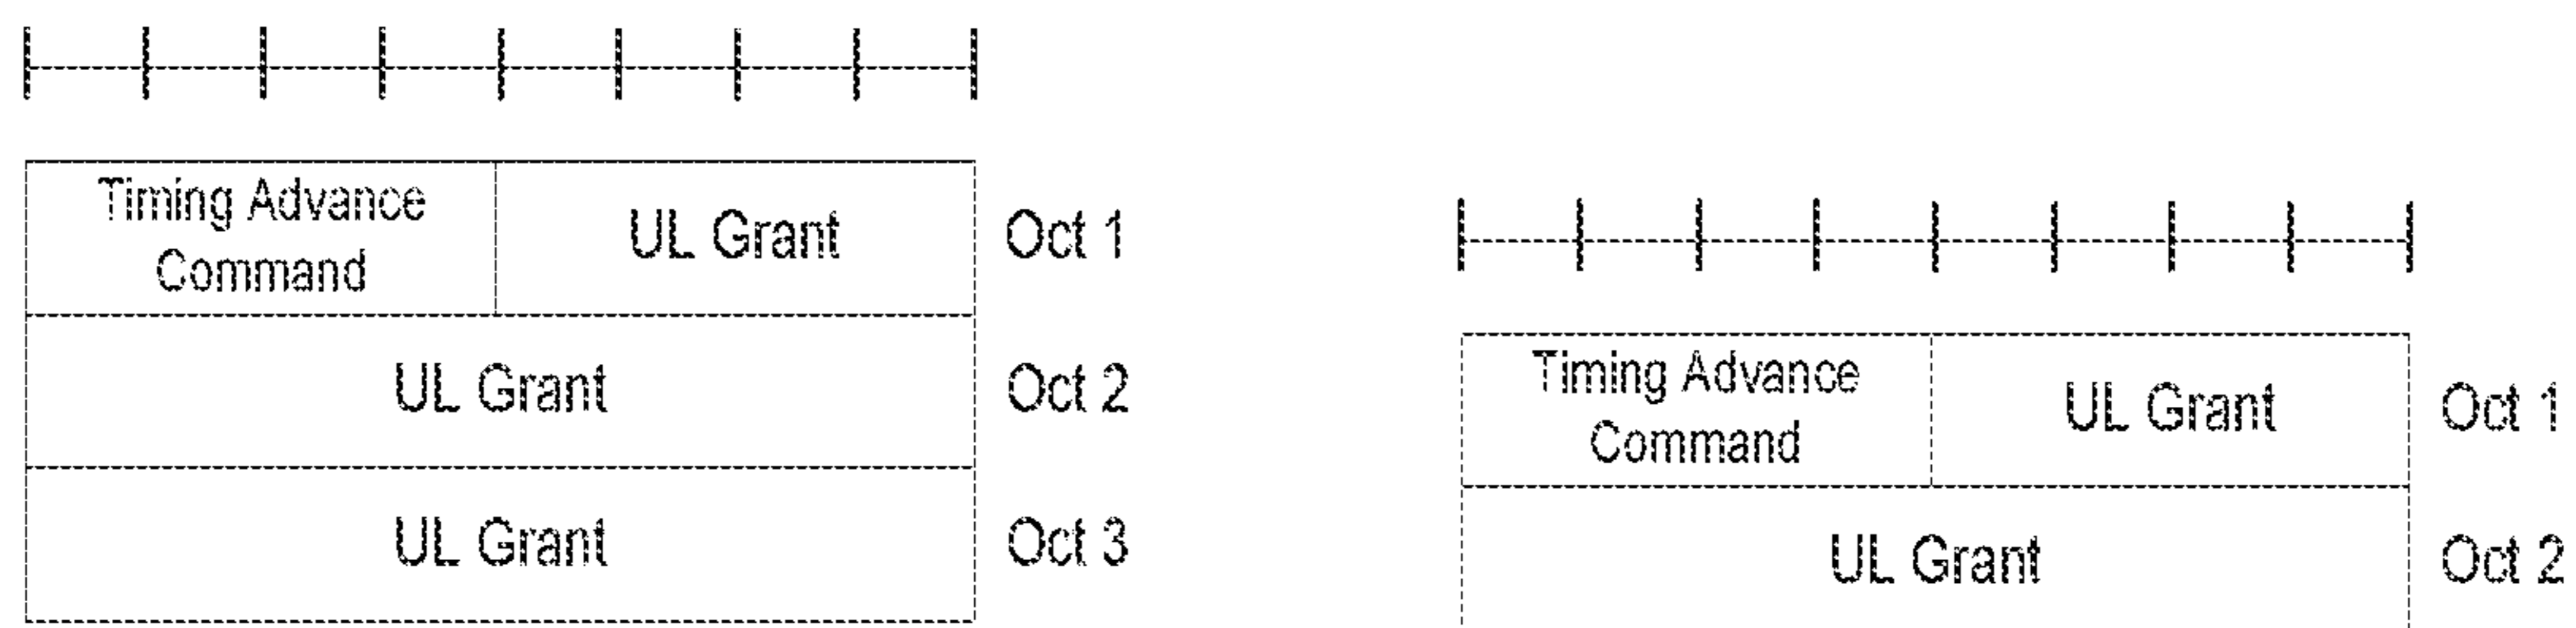 Timing Advance
Command
UL Grant
Oct 1
UL Grant
Oct 2
UL Grant
Oct 3
Timing Advance
Command
UL Grant
Oct 1
UL Grant
Oct 2